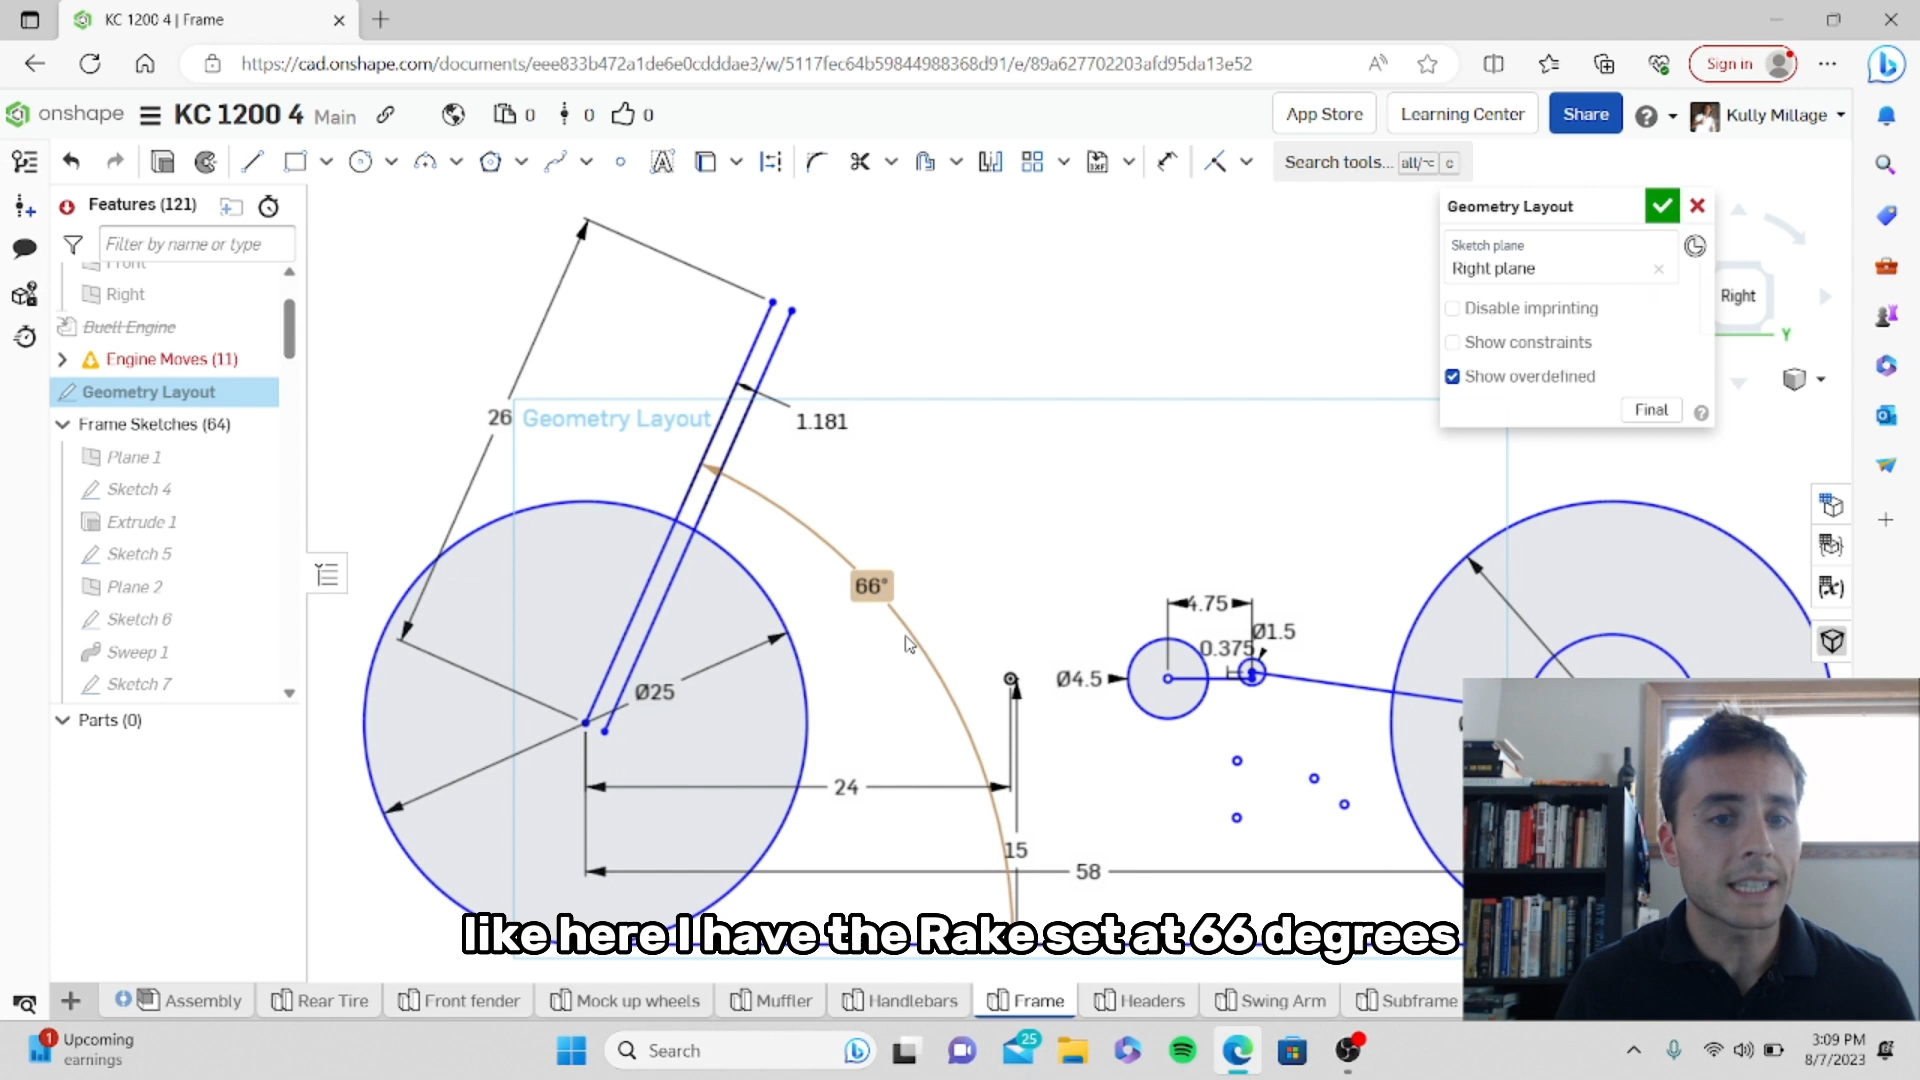 KC 1200 4 | Frame
https://cad.onshape.com/documents/eee833b472a1de6e0cdddae3/w/5117fec64b59844988368d91/e/89a627702203afd95da13e52
Sign in
onshape
KC 1200 4 Main
0
0
0
App Store
Learning Center
Share
Kully Millage
Search tools... alt/⌥ c
Features (121)
Filter by name or type
Front
Right
Buell Engine
Engine Moves (11)
Geometry Layout
Frame Sketches (64)
Plane 1
Sketch 4
Extrude 1
Sketch 5
Plane 2
Sketch 6
Sweep 1
Sketch 7
Parts (0)
Geometry Layout
Sketch plane
Right plane
Disable imprinting
Show constraints
Show overdefined
Final
Right
Y
26
Geometry Layout
1.181
66°
4.75
Ø1.5
0.375
Ø4.5
Ø25
24
15
58
like here I have the Rake set at 66 degrees
Assembly
Rear Tire
Front fender
Mock up wheels
Muffler
Handlebars
Frame
Headers
Swing Arm
Subframe
1
Upcoming
earnings
Search
25
3:09 PM
8/7/2023